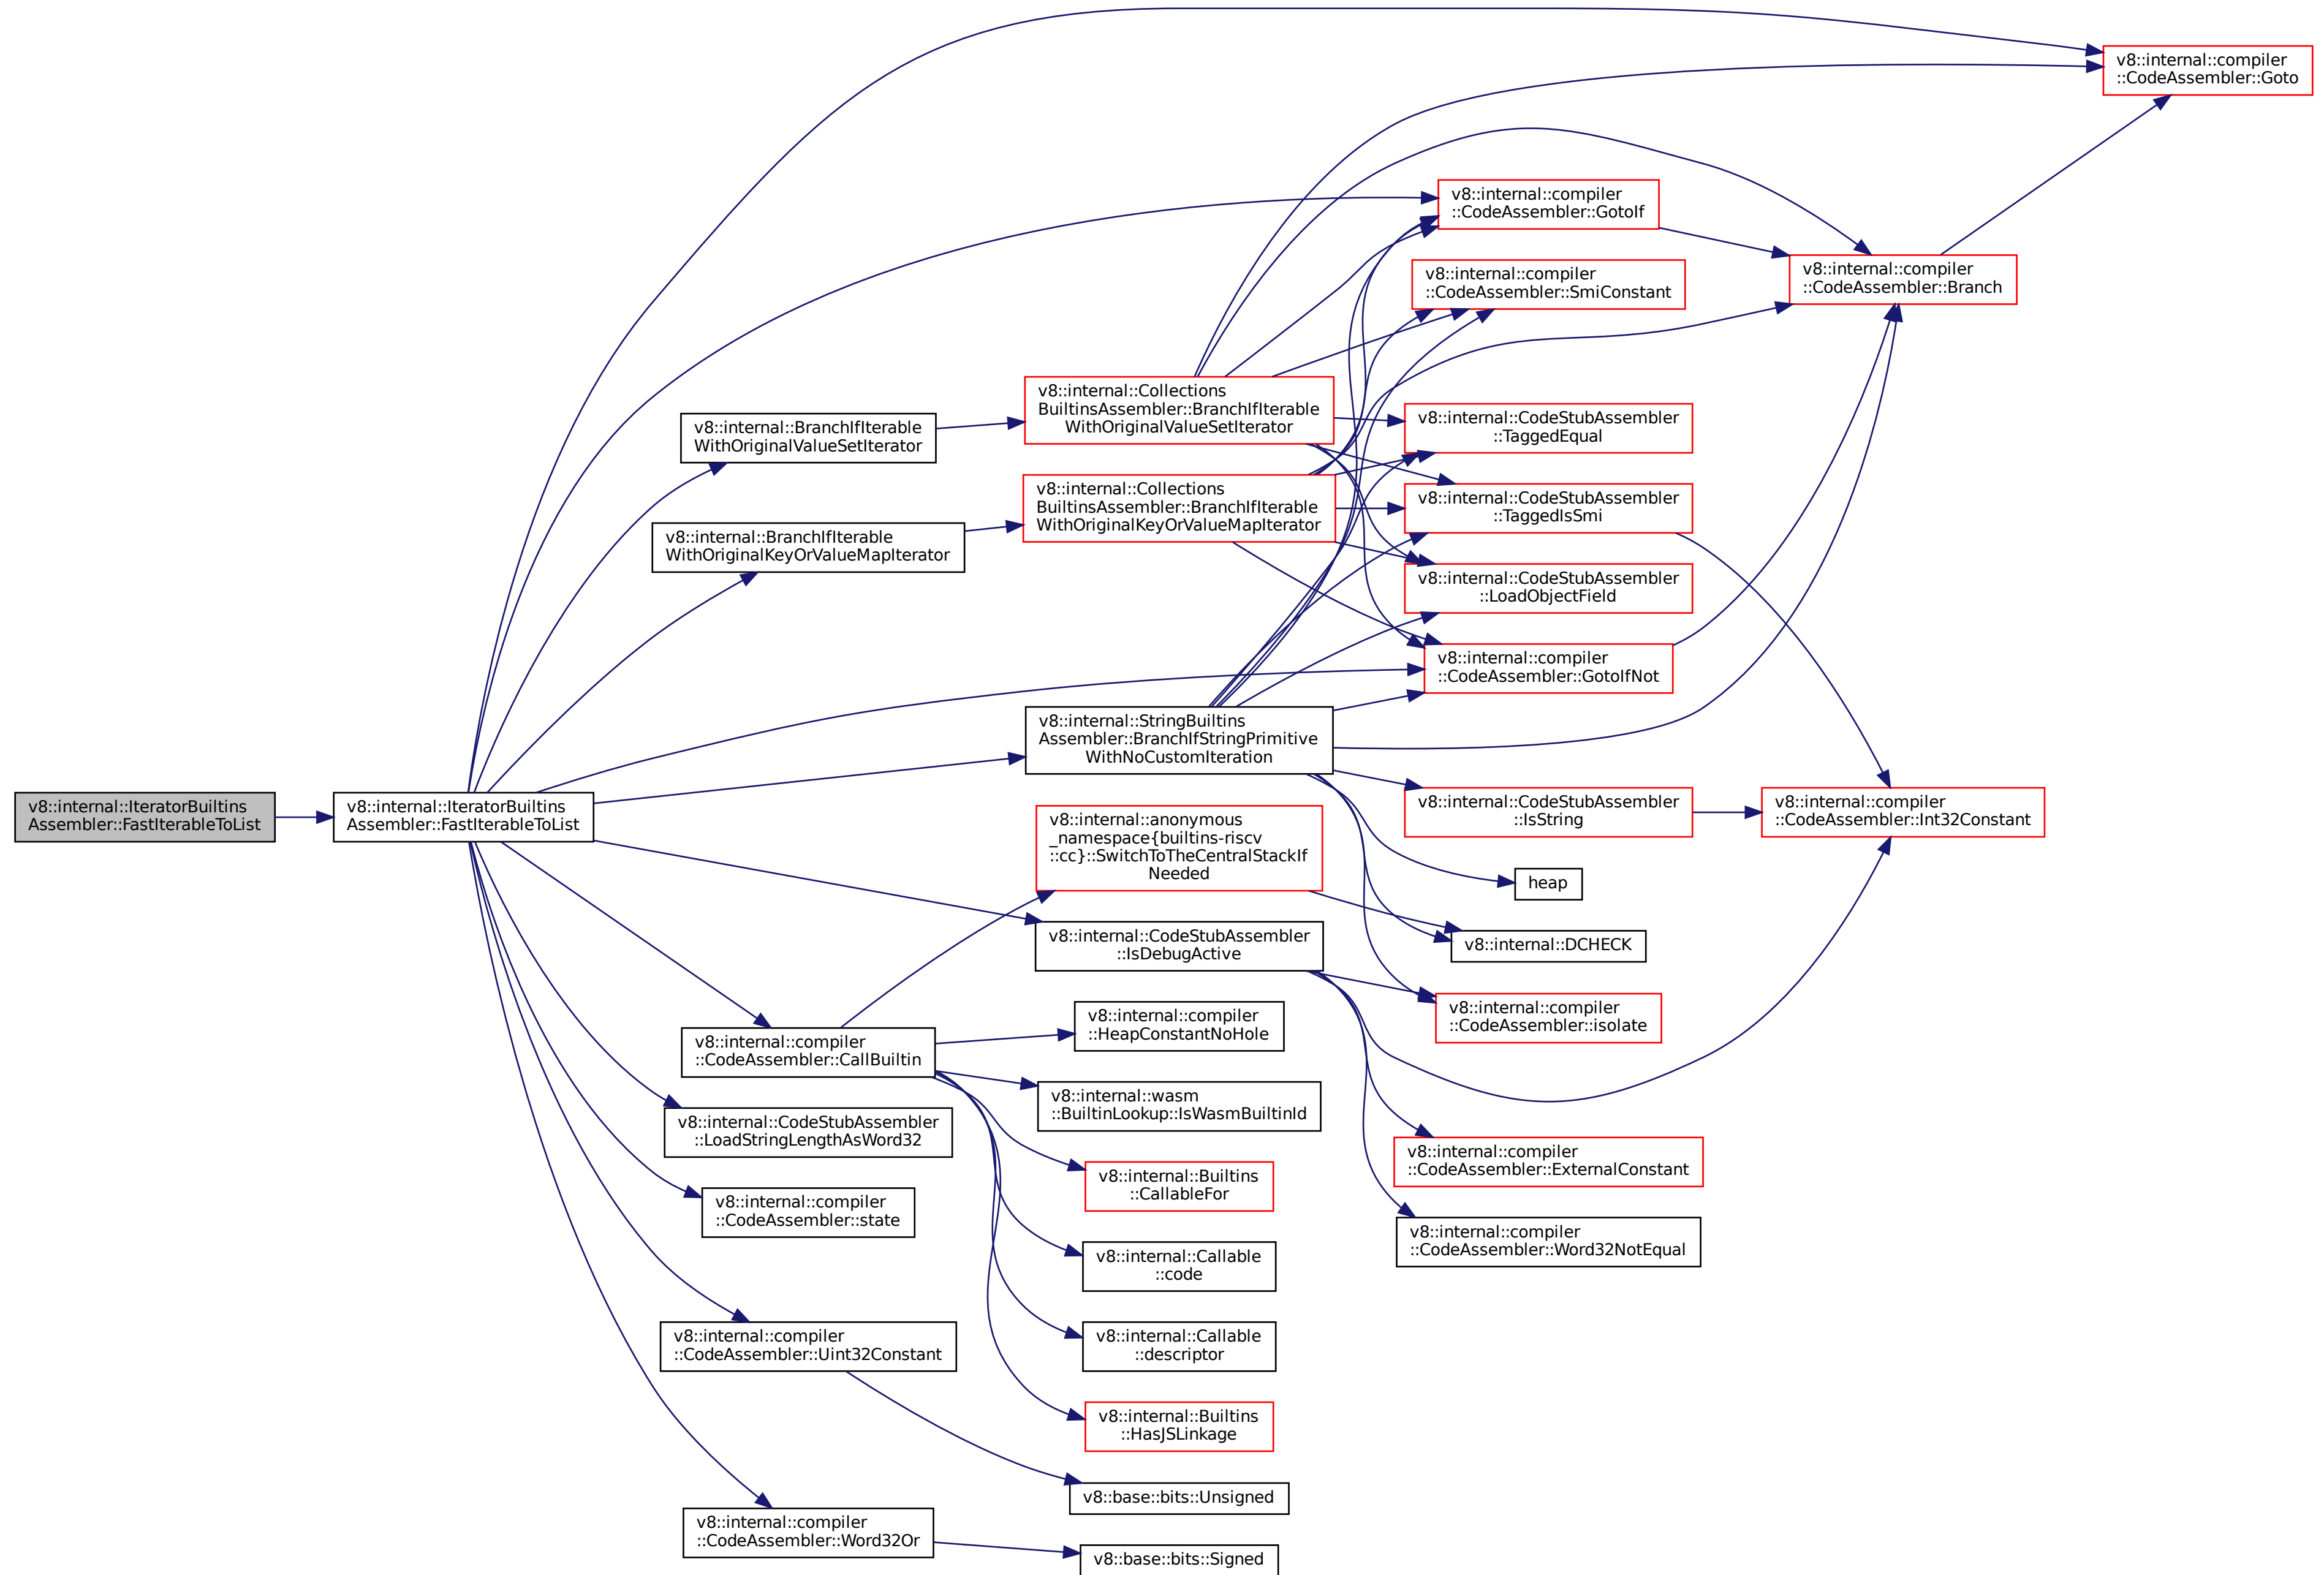 v8::internal::IteratorBuiltins
Assembler::FastIterableToList
v8::internal::IteratorBuiltins
Assembler::FastIterableToList
v8::internal::BranchIfIterable
WithOriginalValueSetIterator
v8::internal::BranchIfIterable
WithOriginalKeyOrValueMapIterator
v8::internal::compiler
::CodeAssembler::CallBuiltin
v8::internal::CodeStubAssembler
::LoadStringLengthAsWord32
v8::internal::compiler
::CodeAssembler::state
v8::internal::compiler
::CodeAssembler::Uint32Constant
v8::internal::compiler
::CodeAssembler::Word32Or
v8::internal::Collections
BuiltinsAssembler::BranchIfIterable
WithOriginalValueSetIterator
v8::internal::Collections
BuiltinsAssembler::BranchIfIterable
WithOriginalKeyOrValueMapIterator
v8::internal::StringBuiltins
Assembler::BranchIfStringPrimitive
WithNoCustomIteration
v8::internal::anonymous
_namespace{builtins-riscv
::cc}::SwitchToTheCentralStackIf
Needed
v8::internal::CodeStubAssembler
::IsDebugActive
v8::internal::compiler
::HeapConstantNoHole
v8::internal::wasm
::BuiltinLookup::IsWasmBuiltinId
v8::internal::Builtins
::CallableFor
v8::internal::Callable
::code
v8::internal::Callable
::descriptor
v8::internal::Builtins
::HasJSLinkage
v8::base::bits::Unsigned
v8::base::bits::Signed
v8::internal::compiler
::CodeAssembler::GotoIf
v8::internal::compiler
::CodeAssembler::SmiConstant
v8::internal::CodeStubAssembler
::TaggedEqual
v8::internal::CodeStubAssembler
::TaggedIsSmi
v8::internal::CodeStubAssembler
::LoadObjectField
v8::internal::compiler
::CodeAssembler::GotoIfNot
v8::internal::CodeStubAssembler
::IsString
heap
v8::internal::DCHECK
v8::internal::compiler
::CodeAssembler::isolate
v8::internal::compiler
::CodeAssembler::ExternalConstant
v8::internal::compiler
::CodeAssembler::Word32NotEqual
v8::internal::compiler
::CodeAssembler::Goto
v8::internal::compiler
::CodeAssembler::Branch
v8::internal::compiler
::CodeAssembler::Int32Constant